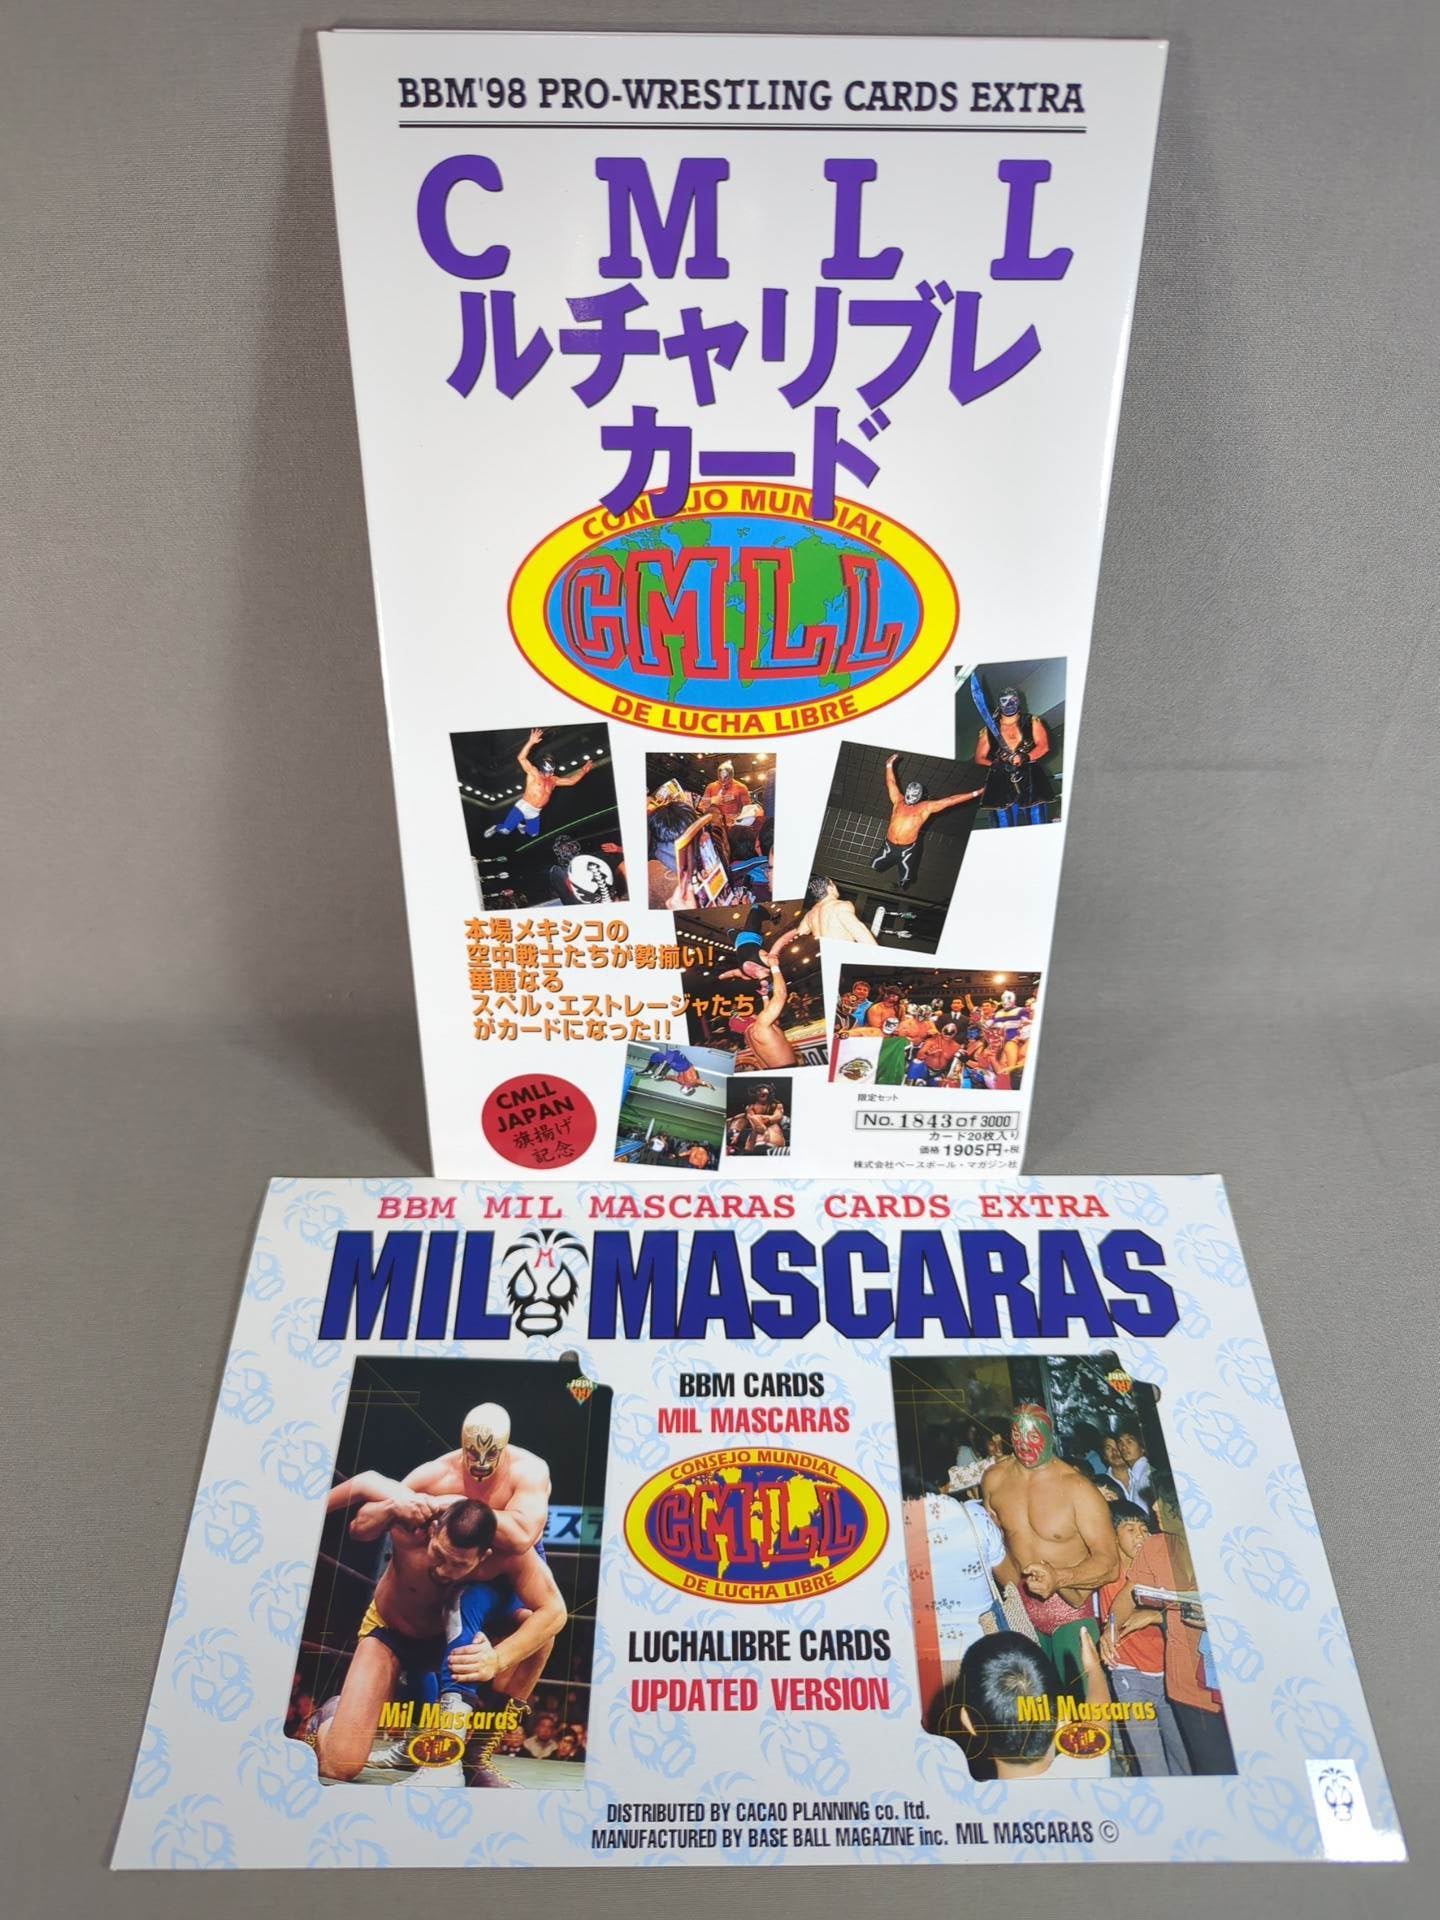 BBM'98 PRO-WRESTLING CARDS EXTRA
CMLL
ルチャリブレ
カード
CONSEJO MUNDIAL
CMLL
DE LUCHA LIBRE
本場メキシコの
空中戦士たちが勢揃い!
華麗なる
スペル・エストレージャたち
がカードになった!!
CMLL
JAPAN
旗揚げ
記念
限定セット
No. 1843 of 3000
カード20枚入り
価格 1905円+税
株式会社ベースボール・マガジン社
BBM MIL MASCARAS CARDS EXTRA
MIL MASCARAS
BBM CARDS
MIL MASCARAS
CONSEJO MUNDIAL
CMLL
DE LUCHA LIBRE
LUCHALIBRE CARDS
UPDATED VERSION
Mil Mascaras
Mil Mascaras
DISTRIBUTED BY CACAO PLANNING co. ltd.
MANUFACTURED BY BASE BALL MAGAZINE inc. MIL MASCARAS ©